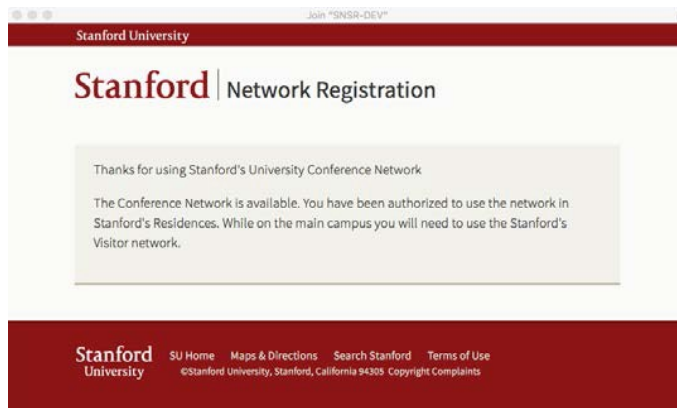 Join "SNSR-DEV"
Stanford University
Stanford Network Registration
Thanks for using Stanford's University Conference Network
The Conference Network is available. You have been authorized to use the network in
Stanford's Residences. While on the main campus you will need to use the Stanford's
Visitor network.
Stanford University
SU Home Maps & Directions Search Stanford Terms of Use
©Stanford University, Stanford, California 94305 Copyright Complaints